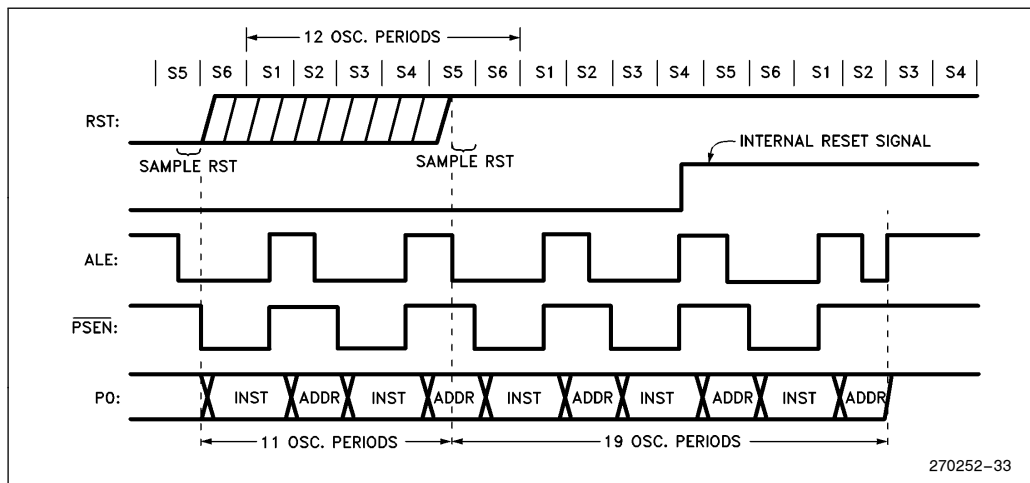 12 OSC. PERIODS
S5 S6 S1 S2 S3 S4 S5 S6 S1 S2 S3 S4 S5 S6 S1 S2 S3 S4
RST:
SAMPLE RST SAMPLE RST
INTERNAL RESET SIGNAL
ALE:
PSEN:
P0: INST ADDR INST ADDR INST ADDR INST ADDR INST ADDR
11 OSC. PERIODS 19 OSC. PERIODS
270252-33